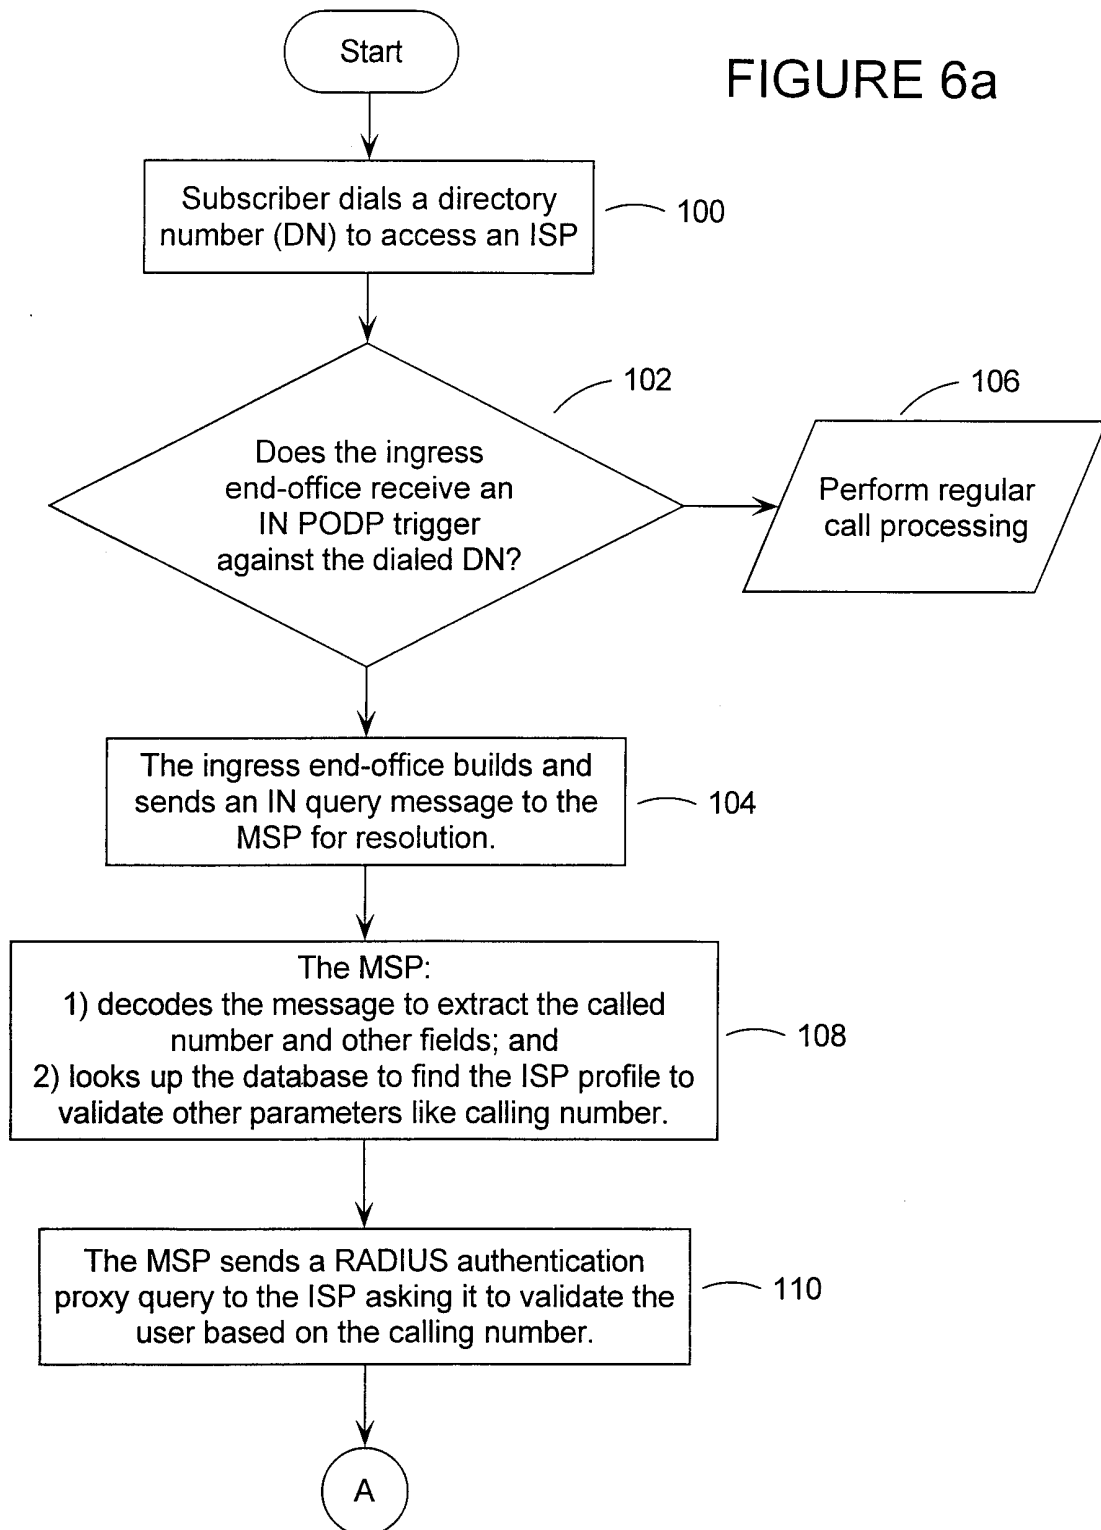 Start
FIGURE 6a
Subscriber dials a directory
number (DN) to access an ISP
100
102
Does the ingress
end-office receive an
IN PODP trigger
against the dialed DN?
106
Perform regular
call processing
The ingress end-office builds and
sends an IN query message to the
MSP for resolution.
104
The MSP:
1) decodes the message to extract the called
number and other fields; and
2) looks up the database to find the ISP profile to
validate other parameters like calling number.
108
The MSP sends a RADIUS authentication
proxy query to the ISP asking it to validate the
user based on the calling number.
110
A